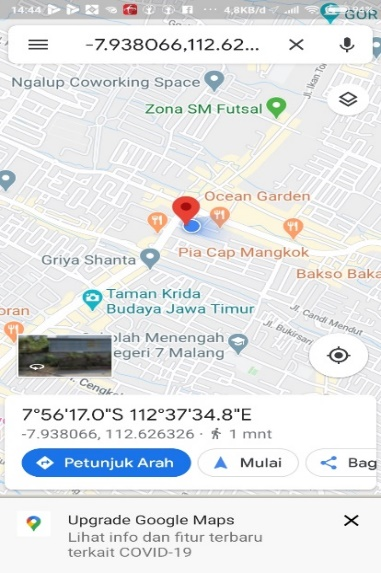 14:44
4,8KB/d
GOR
-7.938066,112.62...
Ngalup Coworking Space
Zona SM Futsal
Ocean Garden
Pia Cap Mangkok
Griya Shanta
Bakso Baka
Taman Krida
Budaya Jawa Timur
Jl. Candi Mendut
Jl. Bukirsari
oran
olah Menengah
egeri 7 Malang
Cengke
7°56'17.0"S 112°37'34.8"E
-7.938066, 112.626326 · 1 mnt
Petunjuk Arah
Mulai
Bag
Upgrade Google Maps
Lihat info dan fitur terbaru
terkait COVID-19